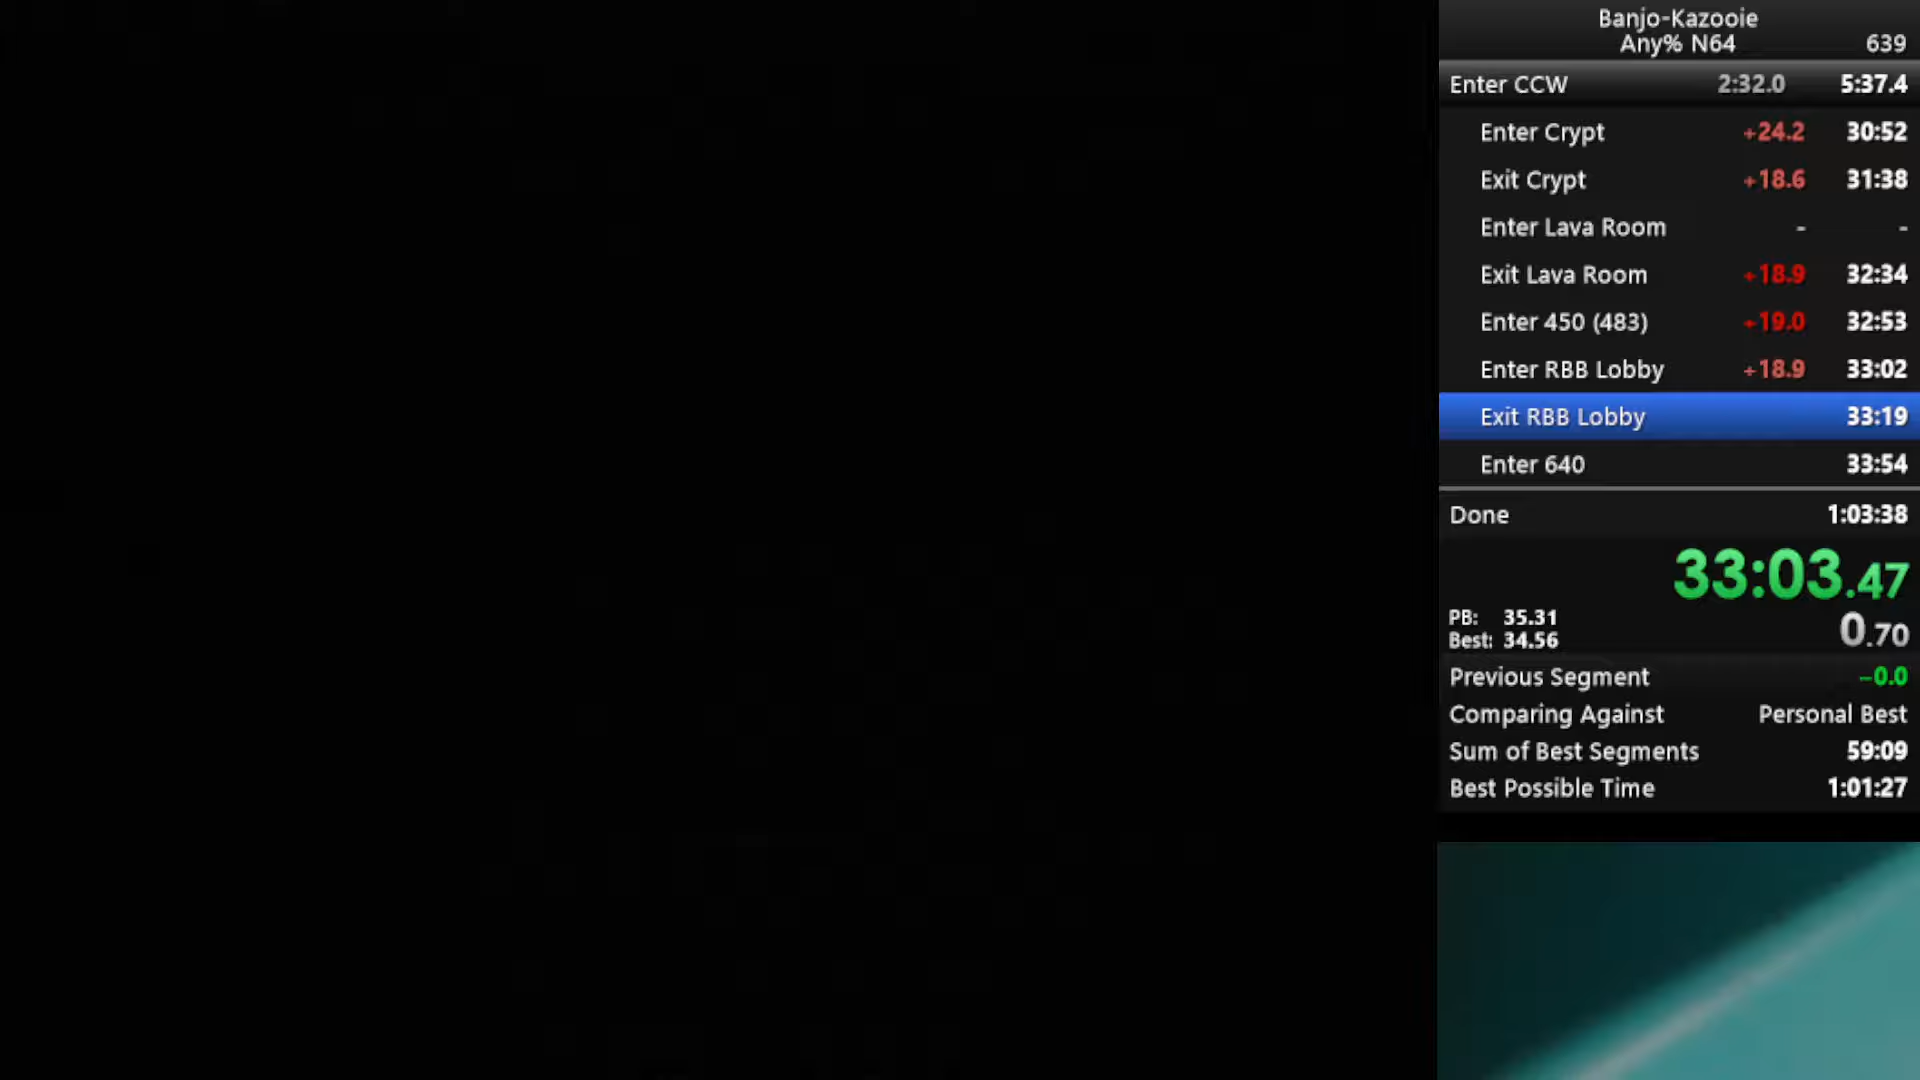 Banjo-Kazooie
Any% N64 639
Enter CCW 2:32.0 5:37.4
Enter Crypt +24.2 30:52
Exit Crypt +18.6 31:38
Enter Lava Room - -
Exit Lava Room +18.9 32:34
Enter 450 (483) +19.0 32:53
Enter RBB Lobby +18.9 33:02
Exit RBB Lobby 33:19
Enter 640 33:54
Done 1:03:38
33:03.47
PB: 35.31
Best: 34.56
0.70
Previous Segment −0.0
Comparing Against Personal Best
Sum of Best Segments 59:09
Best Possible Time 1:01:27